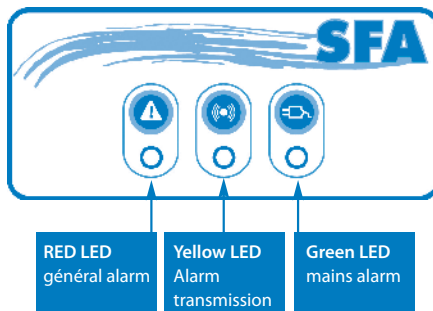 SFA
RED LED
général alarm
Yellow LED
Alarm
transmission
Green LED
mains alarm